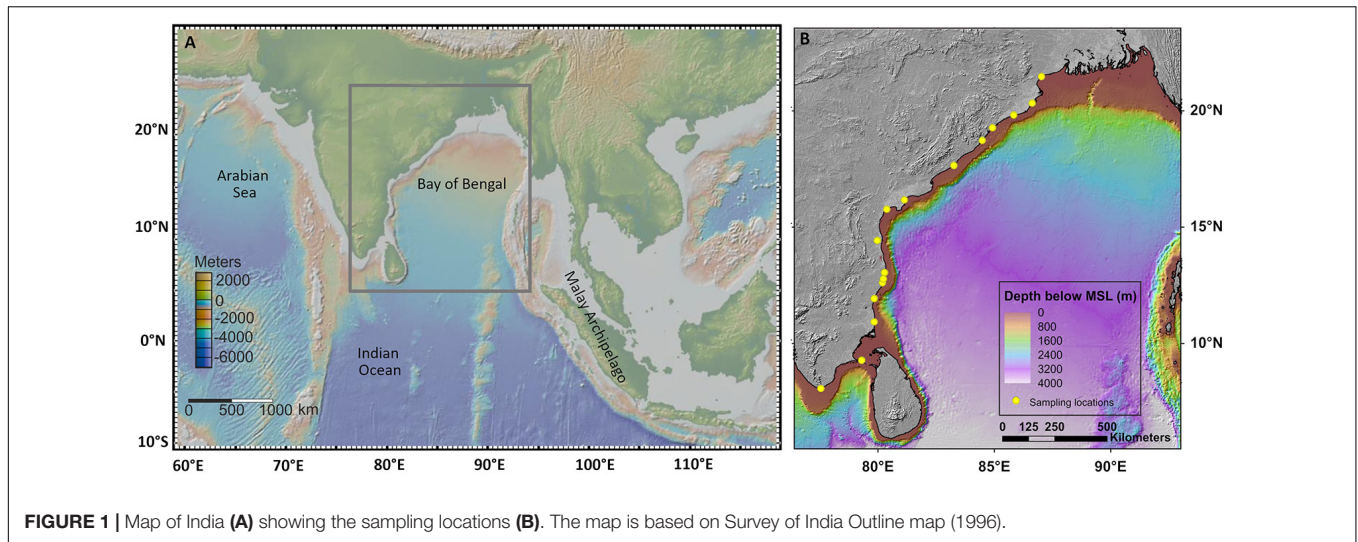 A
20°N
10°N
0°N
10°S
60°E
70°E
80°E
90°E
100°E
110°E
Arabian
Sea
Bay of Bengal
Indian
Ocean
Malay Archipelago
Meters
2000
0
-2000
-4000
-6000
0 500 1000 km
B
20°N
15°N
10°N
80°E
85°E
90°E
Depth below MSL (m)
0
800
1600
2400
3200
4000
Sampling locations
0 125 250 500
Kilometers
FIGURE 1 | Map of India (A) showing the sampling locations (B). The map is based on Survey of India Outline map (1996).